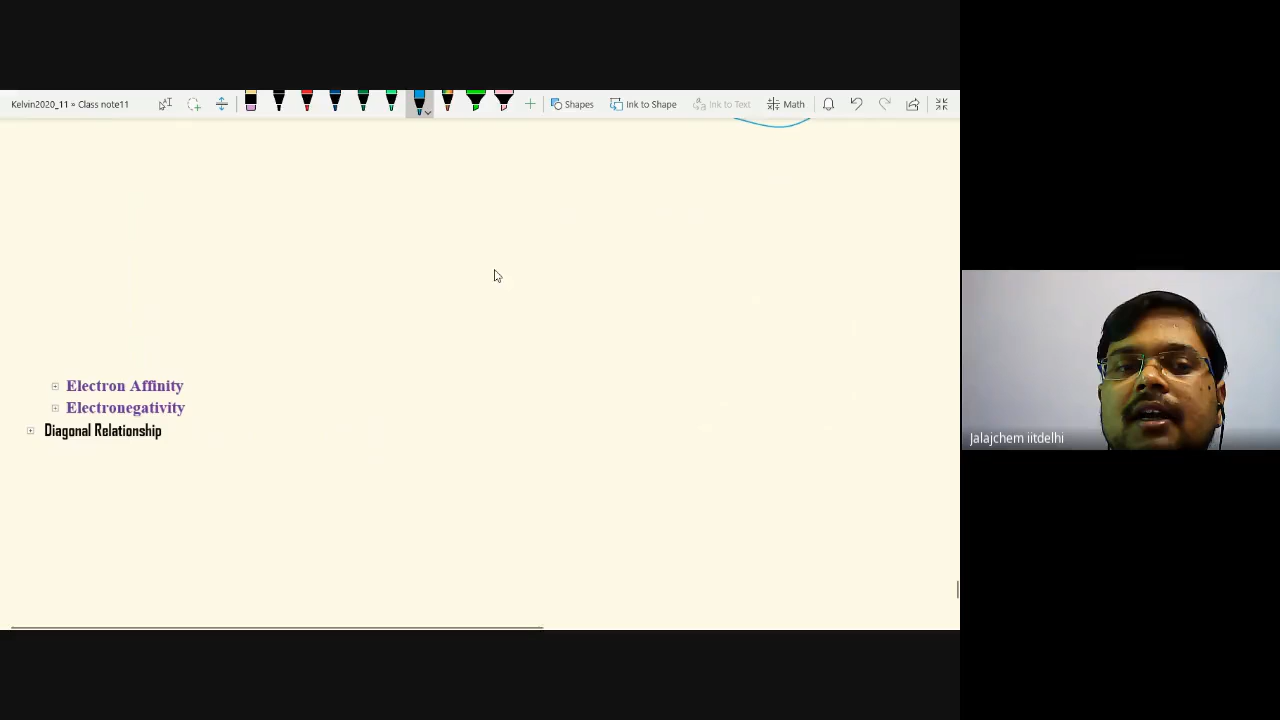 Kelvin2020_11 » Class note11
Shapes
Ink to Shape
Ink to Text
Math
Electron Affinity
Electronegativity
Diagonal Relationship
Jalajchem iitdelhi